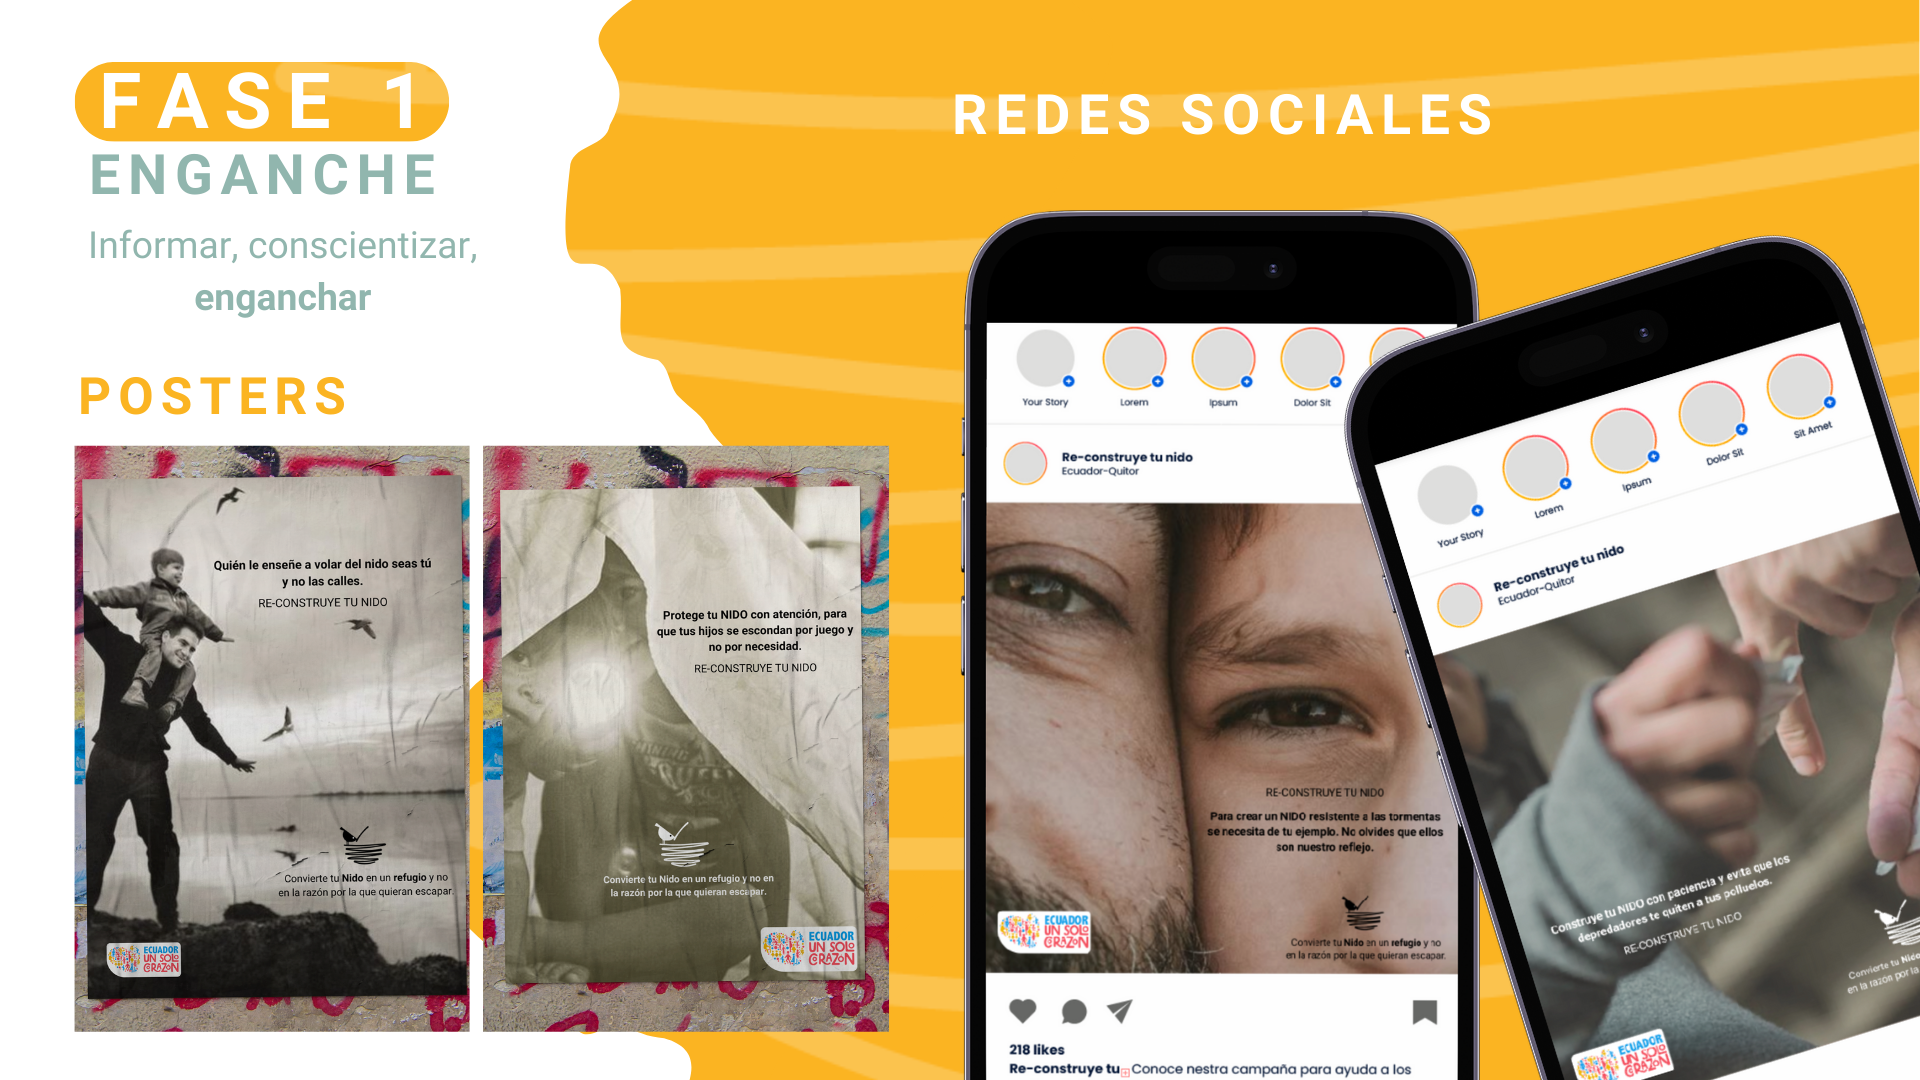 FASE 1
ENGANCHE
Informar, conscientizar,
enganchar
POSTERS
Quién le enseñe a volar del nido seas tú
y no las calles.
RE-CONSTRUYE TU NIDO
Convierte tu Nido en un refugio y no
en la razón por la que quieran escapar.
ECUADOR
UN SOLO
CORAZON
Protege tu NIDO con atención, para
que tus hijos se escondan por juego y
no por necesidad.
RE-CONSTRUYE TU NIDO
Convierte tu Nido en un refugio y no en
la razón por la que quieran escapar.
ECUADOR
UN SOLO
CORAZON
REDES SOCIALES
Your Story Lorem Ipsum Dolor Sit
Re-construye tu nido
Ecuador-Quitor
RE-CONSTRUYE TU NIDO
Para crear un NIDO resistente a las tormentas
se necesita de tu ejemplo. No olvides que ellos
son nuestro reflejo.
Convierte tu Nido en un refugio y no
en la razón por la que quieran escapar.
ECUADOR
UN SOLO
CORAZON
218 likes
Re-construye tu Conoce nestra campaña para ayuda a los
Your Story Lorem Ipsum Dolor Sit Sit Amet
Re-construye tu nido
Ecuador-Quitor
Construye tu NIDO con paciencia y evita que los
depredadores te quiten a tus polluelos.
RE-CONSTRUYE TU NIDO
Convierte tu Nido
en la razón por la
ECUADOR
UN SOLO
CORAZON